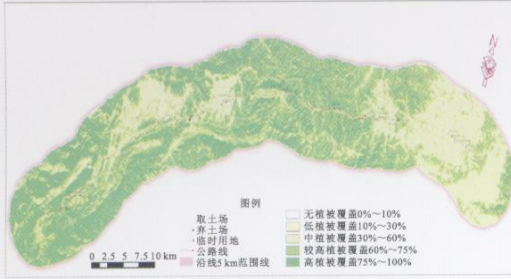 N
图例
取土场
弃土场
临时用地
公路线
沿线5 km范围线
无植被覆盖0%~10%
低植被覆盖10%~30%
中植被覆盖30%~60%
较高植被覆盖60%~75%
高植被覆盖75%~100%
0 2.5 5 7.5 10 km